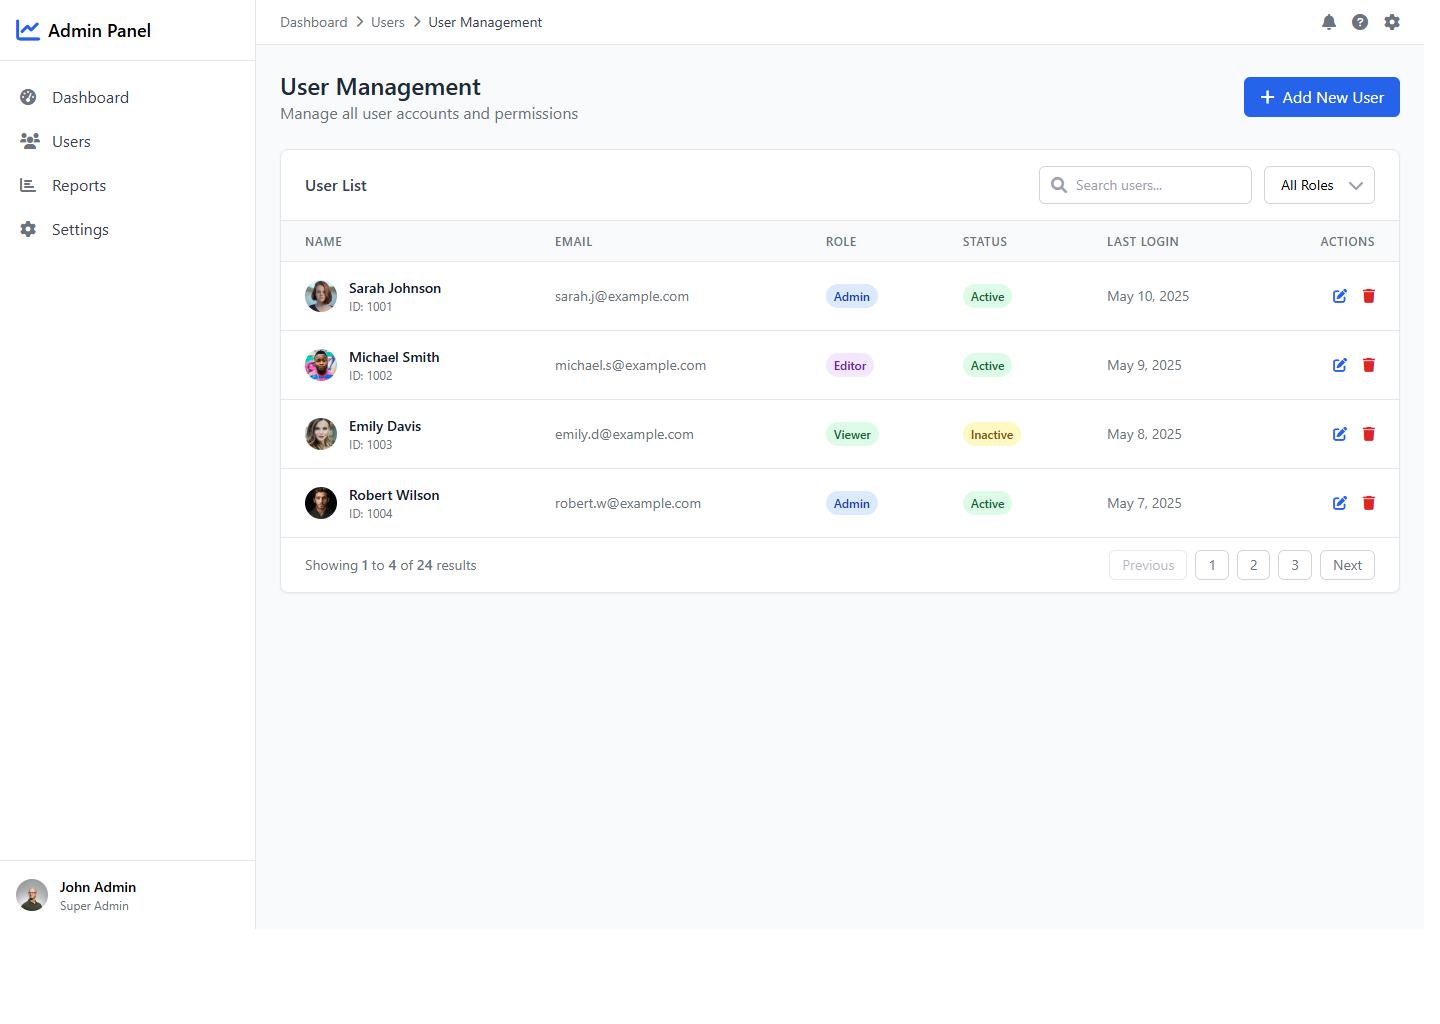 Admin Panel
Dashboard
Users
Reports
Settings
John Admin
Super Admin
Dashboard Users User Management
User Management
Manage all user accounts and permissions
Add New User
User List
Search users...
All Roles
NAME EMAIL ROLE STATUS LAST LOGIN ACTIONS
Sarah Johnson
ID: 1001
sarah.j@example.com Admin Active May 10, 2025
Michael Smith
ID: 1002
michael.s@example.com Editor Active May 9, 2025
Emily Davis
ID: 1003
emily.d@example.com Viewer Inactive May 8, 2025
Robert Wilson
ID: 1004
robert.w@example.com Admin Active May 7, 2025
Showing 1 to 4 of 24 results
Previous 1 2 3 Next